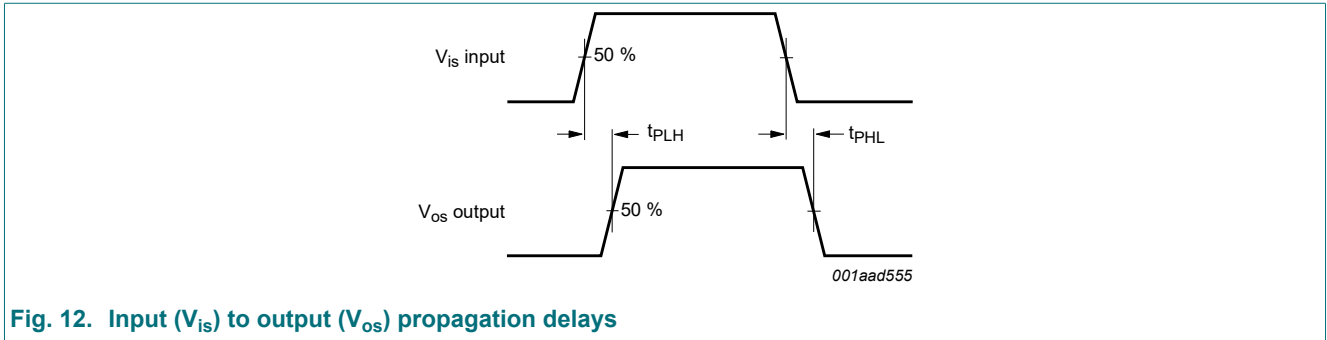 V_is input
50 %
t_PLH
t_PHL
V_os output
50 %
001aad555
Fig. 12. Input (V_is) to output (V_os) propagation delays